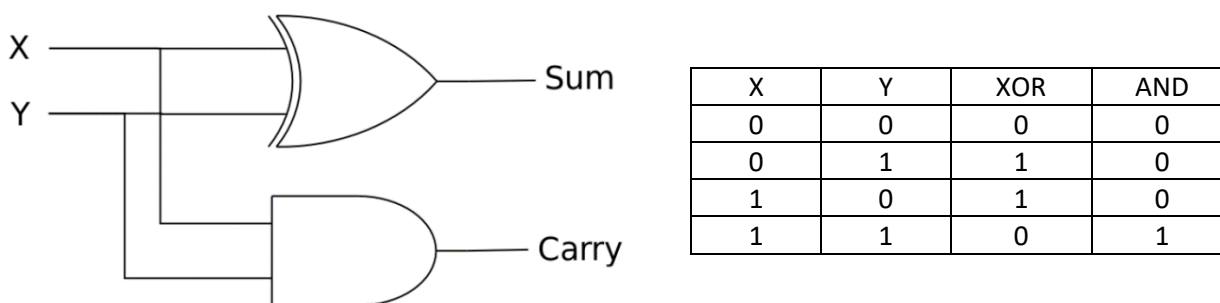 X
Y
Sum
Carry
X Y XOR AND
0 0 0 0
0 1 1 0
1 0 1 0
1 1 0 1